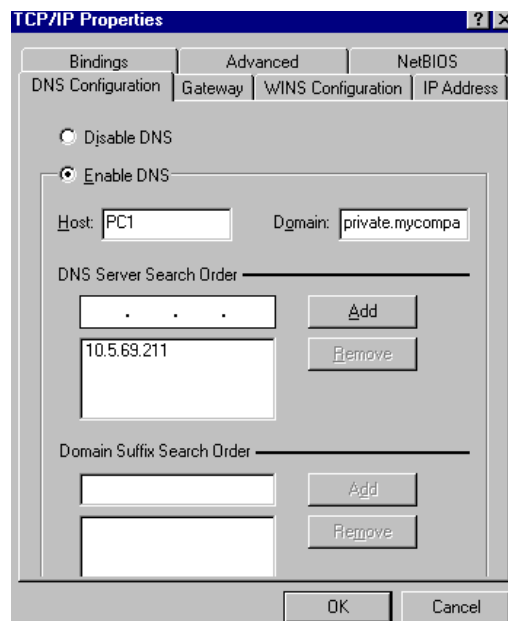 TCP/IP Properties
Bindings Advanced NetBIOS
DNS Configuration Gateway WINS Configuration IP Address
Disable DNS
Enable DNS
Host: PC1 Domain: private.mycompa
DNS Server Search Order
. . . Add
10.5.69.211 Remove
Domain Suffix Search Order
Add
Remove
OK Cancel